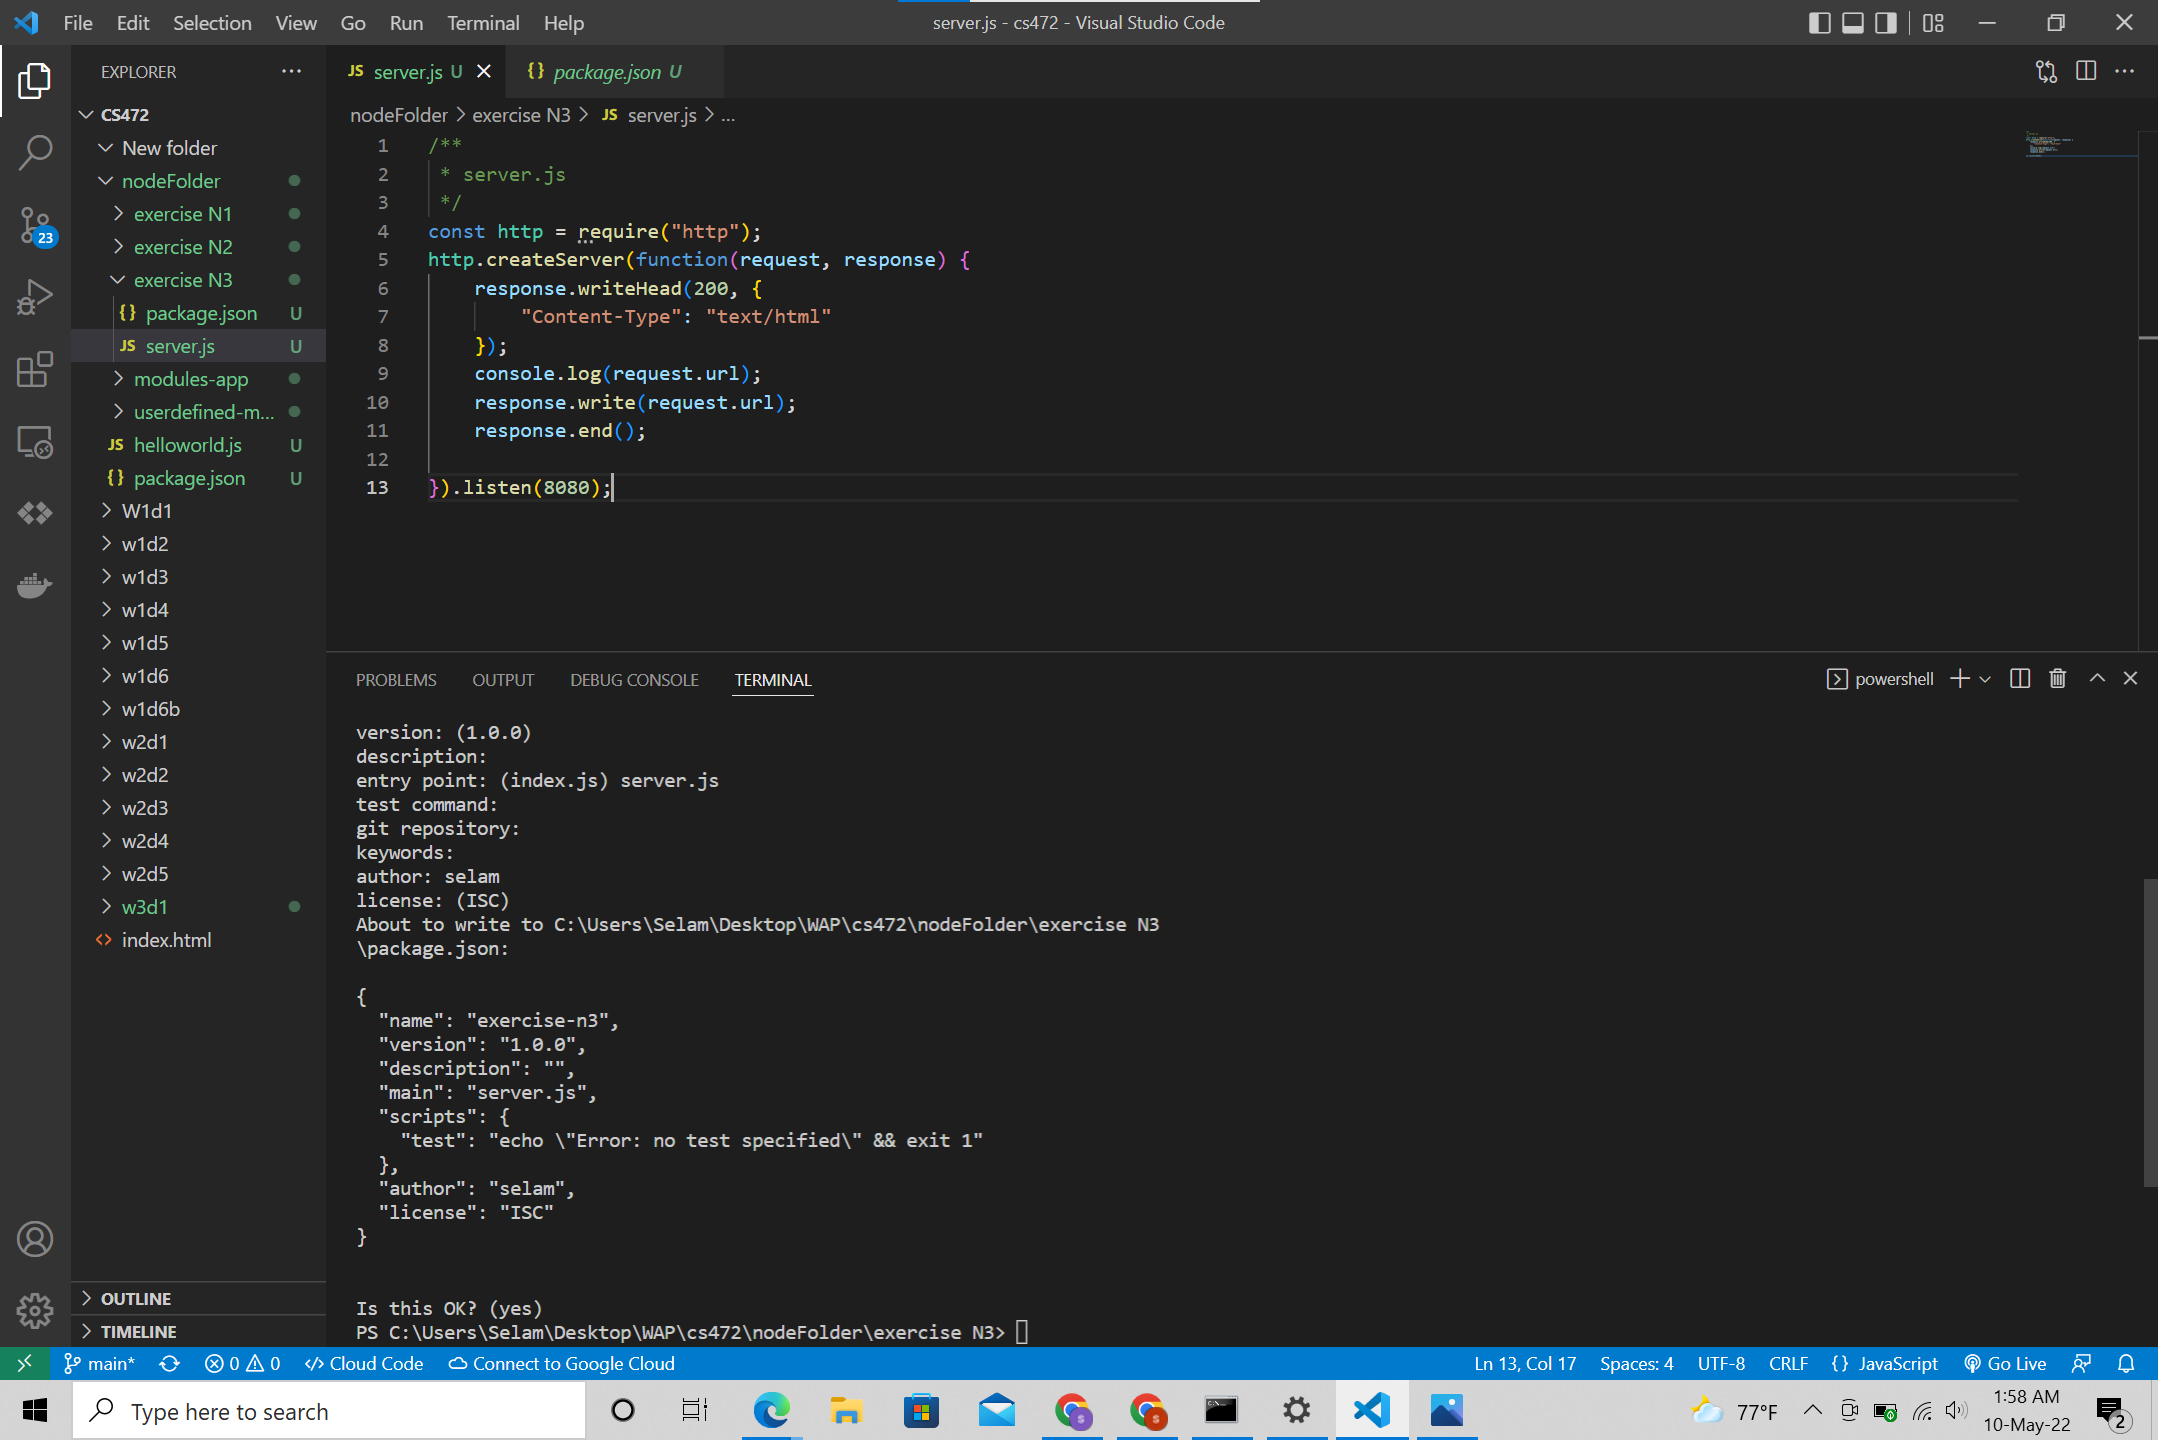 File Edit Selection View Go Run Terminal Help
server.js - cs472 - Visual Studio Code
EXPLORER
CS472
New folder
nodeFolder
exercise N1
exercise N2
exercise N3
{} package.json U
JS server.js U
modules-app
userdefined-m...
JS helloworld.js U
{} package.json U
W1d1
w1d2
w1d3
w1d4
w1d5
w1d6
w1d6b
w2d1
w2d2
w2d3
w2d4
w2d5
w3d1
<> index.html
OUTLINE
TIMELINE
23
JS server.js U
{} package.json U
nodeFolder > exercise N3 > JS server.js > ...
1 /**
2  * server.js
3  */
4 const http = require("http");
5 http.createServer(function(request, response) {
6     response.writeHead(200, {
7         "Content-Type": "text/html"
8     });
9     console.log(request.url);
10     response.write(request.url);
11     response.end();
12
13 }).listen(8080);
PROBLEMS OUTPUT DEBUG CONSOLE TERMINAL
powershell
version: (1.0.0)
description:
entry point: (index.js) server.js
test command:
git repository:
keywords:
author: selam
license: (ISC)
About to write to C:\Users\Selam\Desktop\WAP\cs472\nodeFolder\exercise N3
\package.json:
{
  "name": "exercise-n3",
  "version": "1.0.0",
  "description": "",
  "main": "server.js",
  "scripts": {
    "test": "echo \"Error: no test specified\" && exit 1"
  },
  "author": "selam",
  "license": "ISC"
}
Is this OK? (yes)
PS C:\Users\Selam\Desktop\WAP\cs472\nodeFolder\exercise N3>
main* 0 0 Cloud Code Connect to Google Cloud
Ln 13, Col 17 Spaces: 4 UTF-8 CRLF {} JavaScript Go Live
Type here to search
S
S
77°F
1:58 AM
10-May-22
2